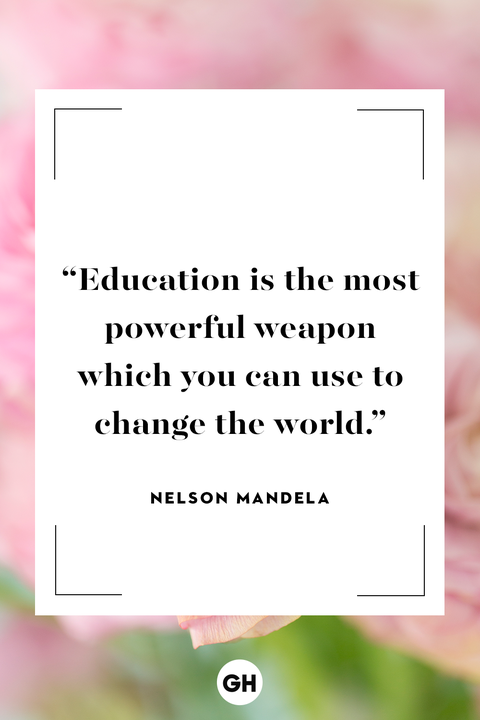 “Education is the most
powerful weapon
which you can use to
change the world.”
NELSON MANDELA
GH